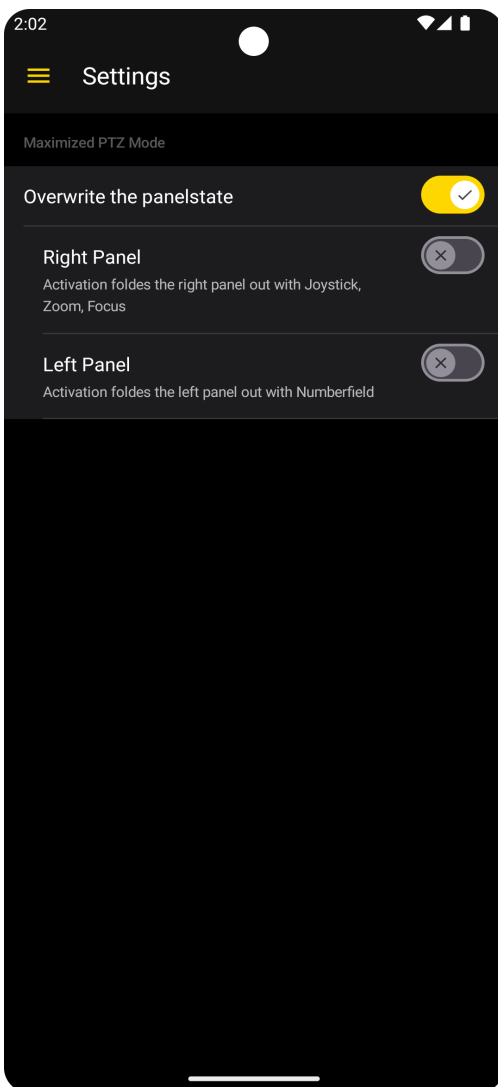 2:02
Settings
Maximized PTZ Mode
Overwrite the panelstate
Right Panel
Activation foldes the right panel out with Joystick,
Zoom, Focus
Left Panel
Activation foldes the left panel out with Numberfield